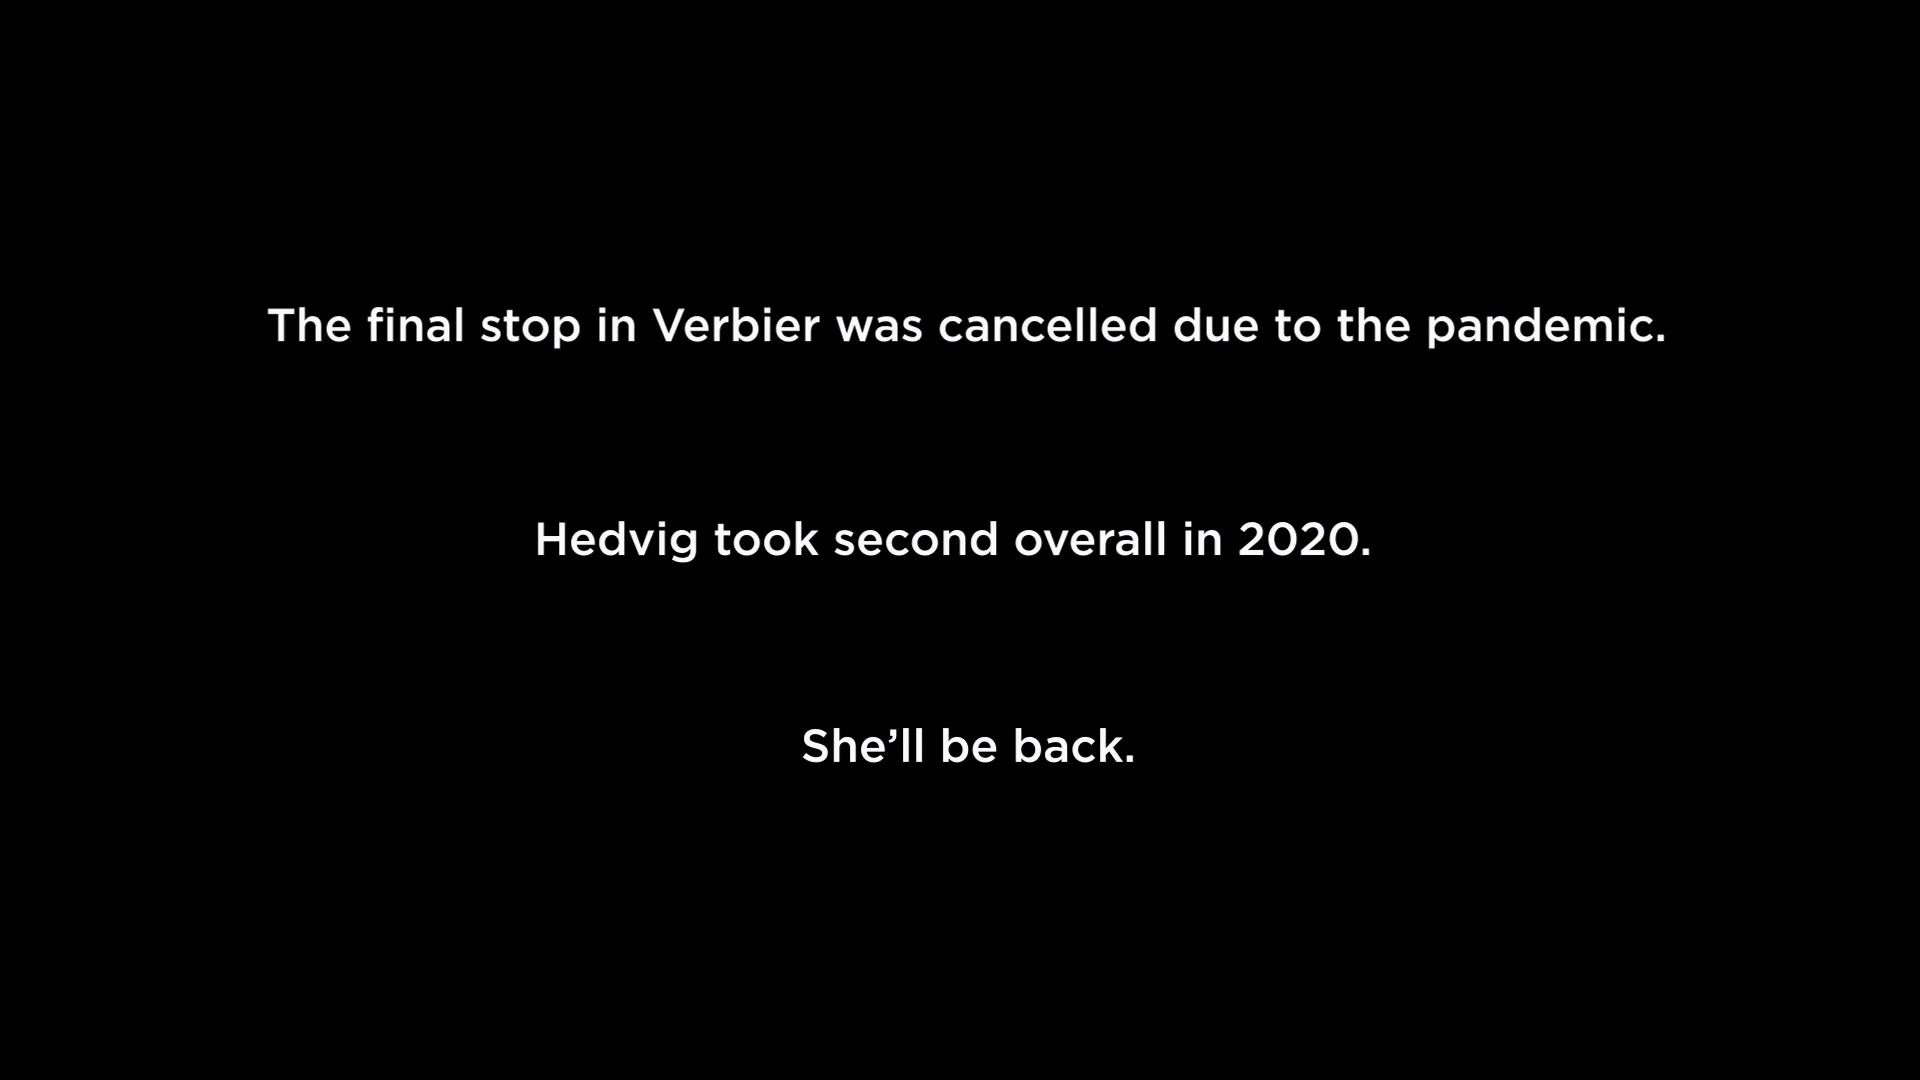 The final stop in Verbier was cancelled due to the pandemic.
Hedvig took second overall in 2020.
She’ll be back.